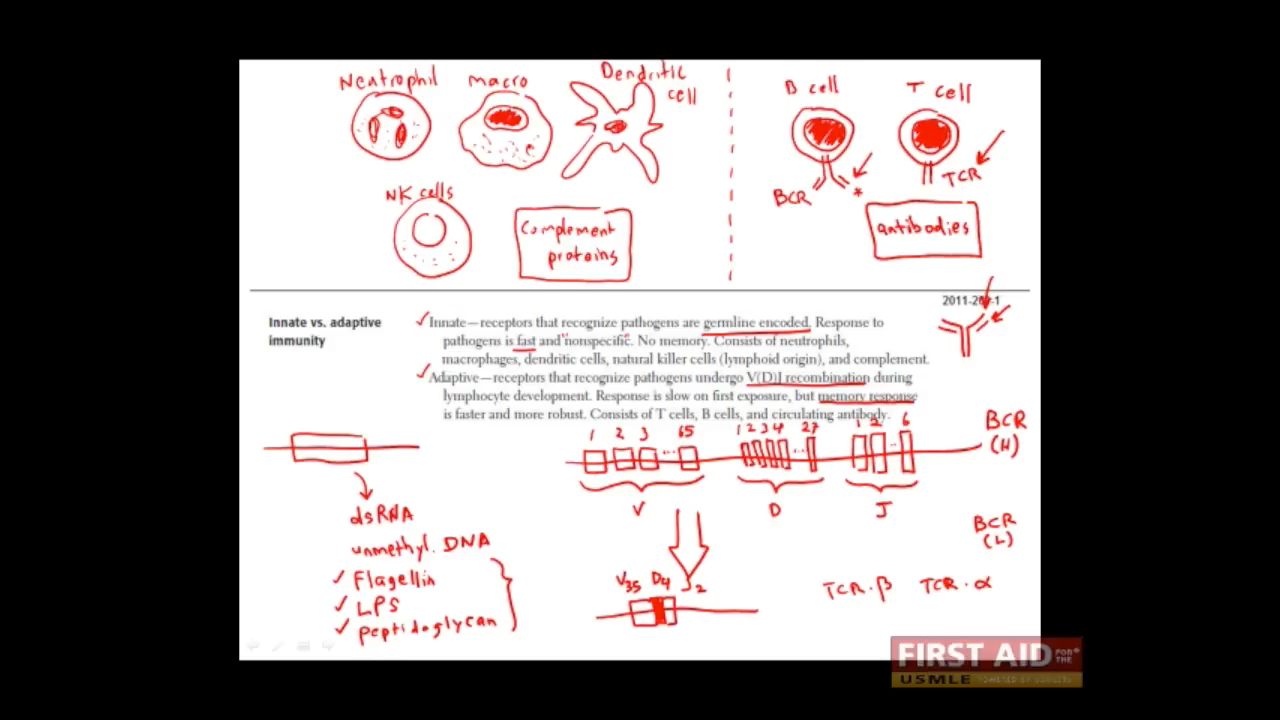 Neutrophil
macro
Dendritic
cell
B cell
T cell
BCR
*
TCR
NK cells
Complement
proteins
antibodies
Innate vs. adaptive
immunity
✓ Innate—receptors that recognize pathogens are germline encoded. Response to
pathogens is fast and "nonspecific." No memory. Consists of neutrophils,
macrophages, dendritic cells, natural killer cells (lymphoid origin), and complement.
✓ Adaptive—receptors that recognize pathogens undergo V(D)J recombination during
lymphocyte development. Response is slow on first exposure, but memory response
is faster and more robust. Consists of T cells, B cells, and circulating antibody.
1 2 3 65 1 2 3 4 27 1 2 6
... ... ..
BCR
(H)
V D J
dsRNA
unmethyl. DNA
✓ Flagellin
✓ LPS
✓ peptidoglycan
BCR
(L)
V35 D4 J2
TCR·β TCR·α
FIRST AID FOR THE
USMLE